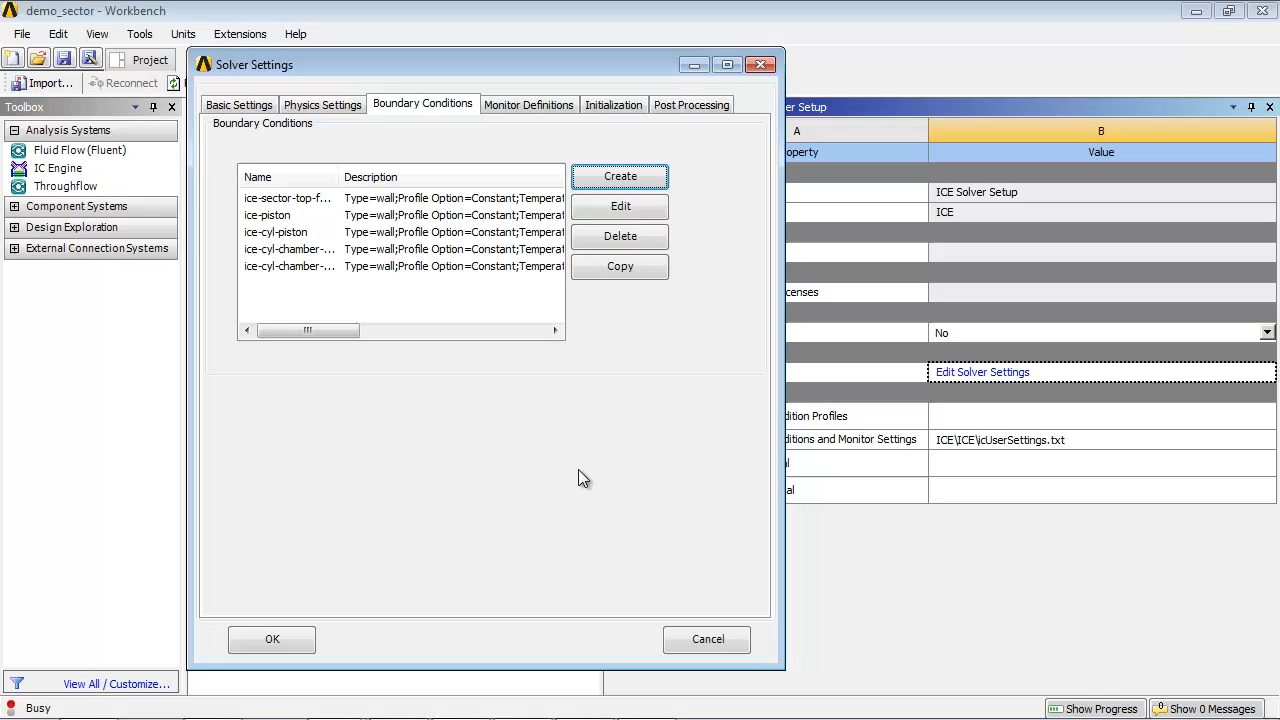 demo_sector - Workbench
File Edit View Tools Units Extensions Help
Project
Import... Reconnect
Toolbox
Analysis Systems
Fluid Flow (Fluent)
IC Engine
Throughflow
Component Systems
Design Exploration
External Connection Systems
View All / Customize...
Busy
Solver Settings
Basic Settings Physics Settings Boundary Conditions Monitor Definitions Initialization Post Processing
Boundary Conditions
Name Description
ice-sector-top-f... Type=wall;Profile Option=Constant;Temperat
ice-piston Type=wall;Profile Option=Constant;Temperat
ice-cyl-piston Type=wall;Profile Option=Constant;Temperat
ice-cyl-chamber-... Type=wall;Profile Option=Constant;Temperat
ice-cyl-chamber-... Type=wall;Profile Option=Constant;Temperat
Create
Edit
Delete
Copy
OK Cancel
er Setup
A B
operty Value
ICE Solver Setup
ICE
censes
No
Edit Solver Settings
dition Profiles
ditions and Monitor Settings ICE\ICE\icUserSettings.txt
l
al
Show Progress Show 0 Messages